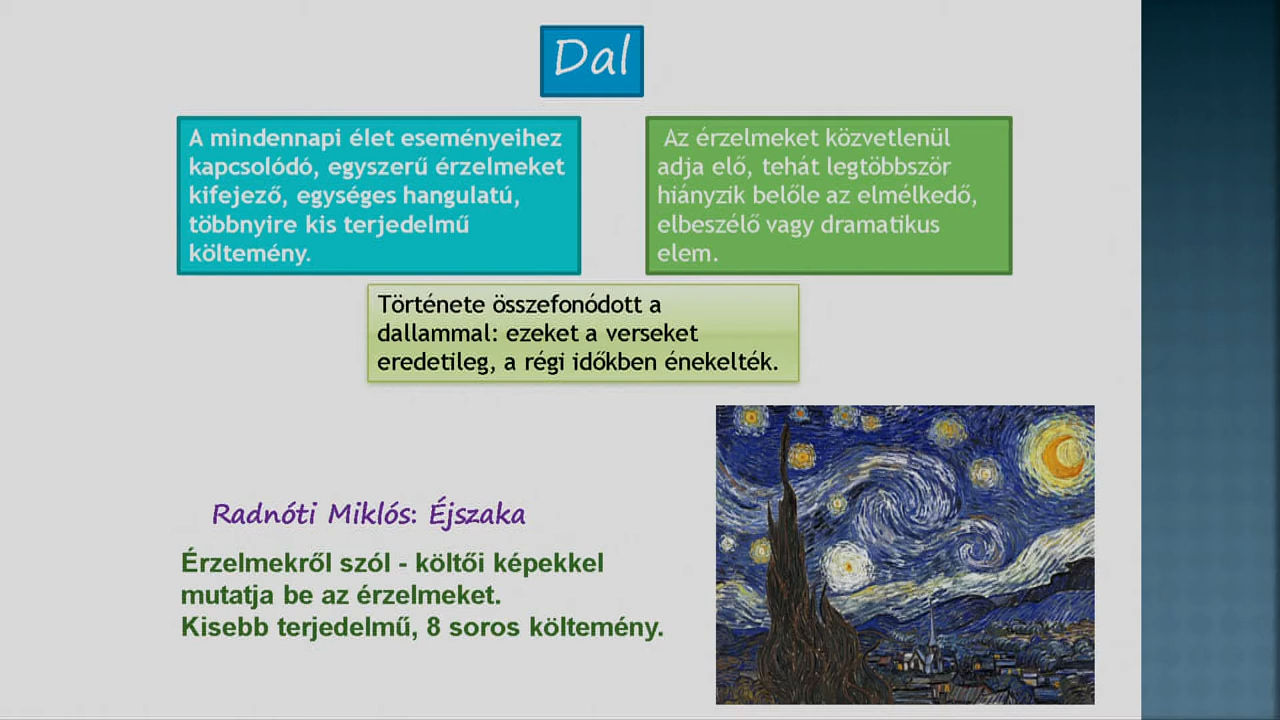 Dal
A mindennapi élet eseményeihez
kapcsolódó, egyszerű érzelmeket
kifejező, egységes hangulatú,
többnyire kis terjedelmű
költemény.
Az érzelmeket közvetlenül
adja elő, tehát legtöbbször
hiányzik belőle az elmélkedő,
elbeszélő vagy dramatikus
elem.
Története összefonódott a
dallammal: ezeket a verseket
eredetileg, a régi időkben énekelték.
Radnóti Miklós: Éjszaka
Érzelmekről szól - költői képekkel
mutatja be az érzelmeket.
Kisebb terjedelmű, 8 soros költemény.